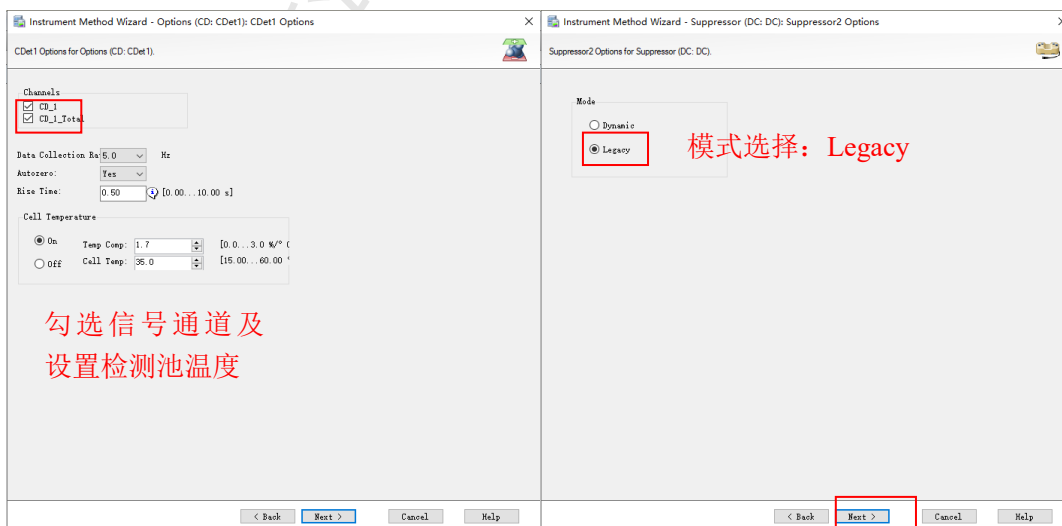 Instrument Method Wizard - Options (CD: CDet1): CDet1 Options
CDet1 Options for Options (CD: CDet1).
Channels
CD_1
CD_1_Total
Data Collection Ra 5.0 Hz
Autozero: Yes
Rise Time: 0.50 [0.00...10.00 s]
Cell Temperature
On Temp Comp: 1.7 [0.0...3.0 %/°
Off Cell Temp: 35.0 [15.00...60.00 °
勾选信号通道及
设置检测池温度
< Back Next > Cancel Help
Instrument Method Wizard - Suppressor (DC: DC): Suppressor2 Options
Suppressor2 Options for Suppressor (DC: DC).
Mode
Dynamic
Legacy
模式选择：Legacy
< Back Next > Cancel Help